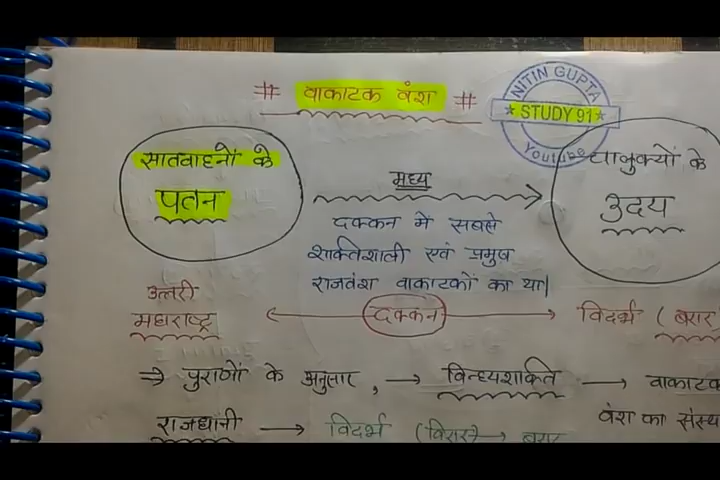 # वाकाटक वंश #
NITIN GUPTA
★ STUDY 91 ★
Youtube
सातवाहनों के
पतन
मध्य
चालुक्यों के
उदय
दक्कन में सबसे
शाक्तिशाली एवं प्रमुख
राजवंश वाकाटकों का था।
उत्तरी
महाराष्ट्र
दक्कन
विदर्भ (बरार)
⇒ पुराणों के अनुसार, → विन्ध्यशक्ति → वाकाटक
वंश का संस्थ
राजधानी → विदर्भ (विरार) → बरार